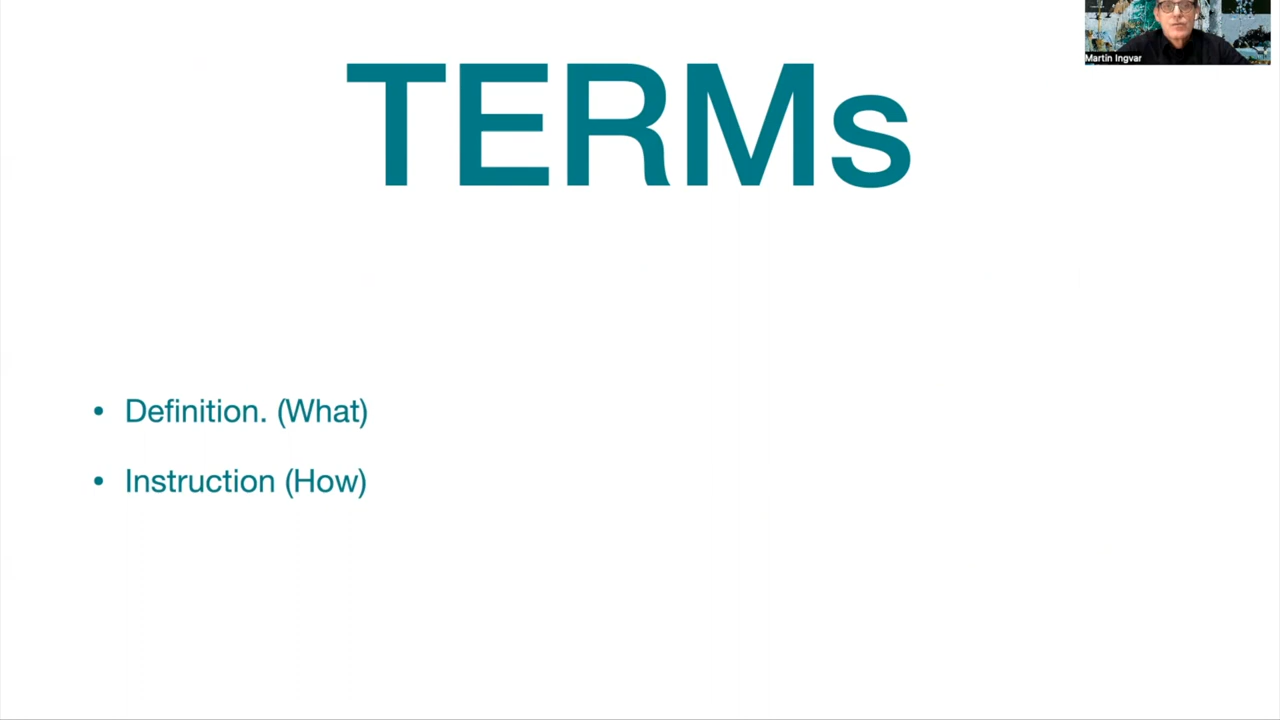 TERMs
Martin Ingvar
• Definition. (What)
• Instruction (How)